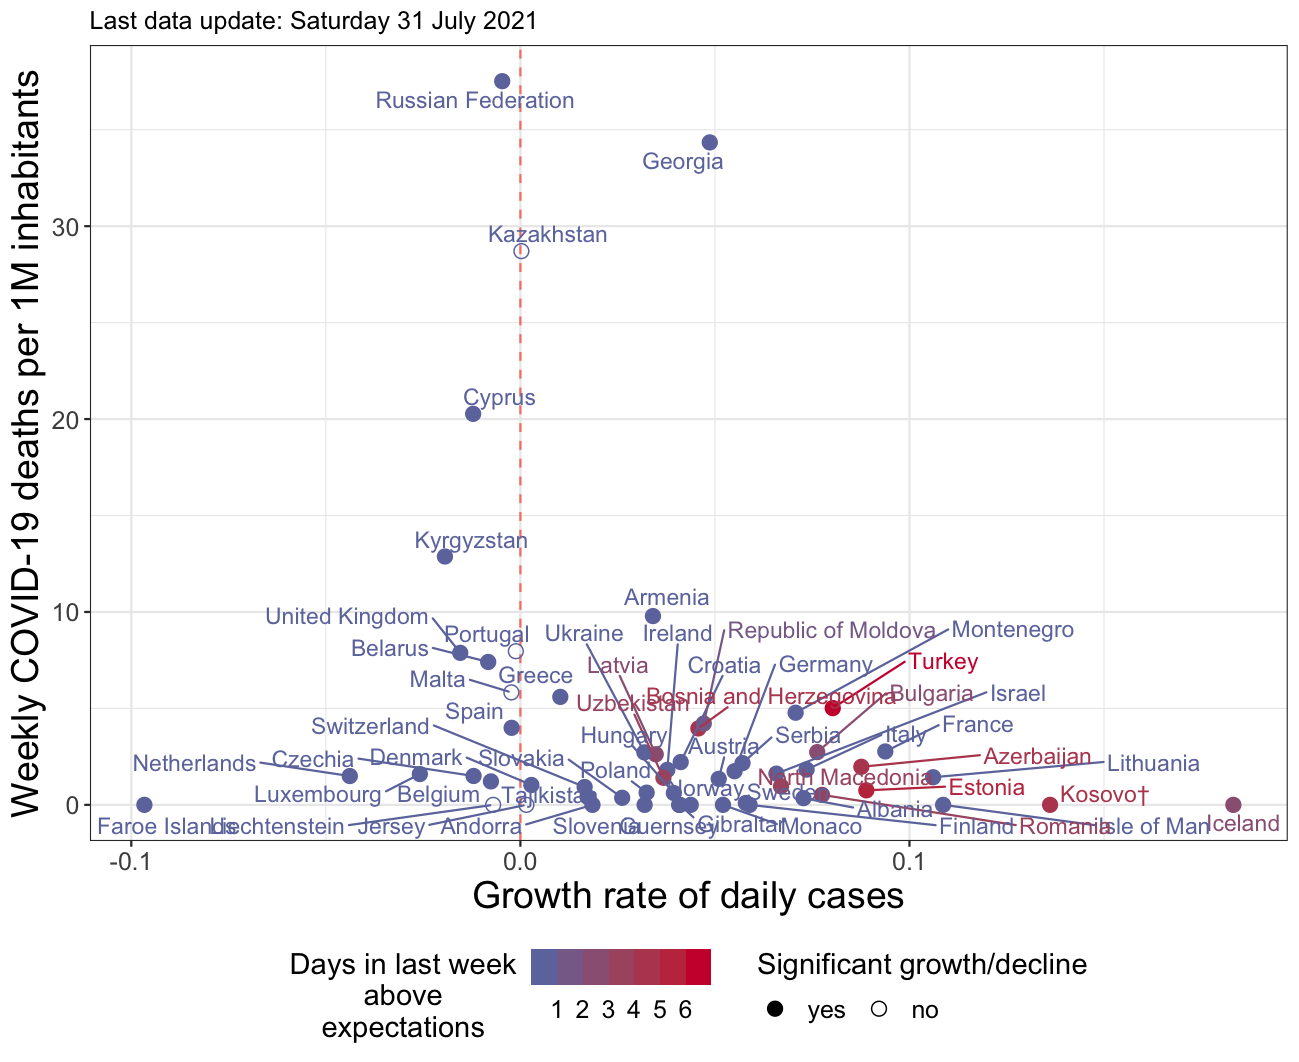 Last data update: Saturday 31 July 2021
Weekly COVID-19 deaths per 1M inhabitants
30
20
10
0
Russian Federation
Georgia
Kazakhstan
Cyprus
Kyrgyzstan
Armenia
United Kingdom
Portugal
Ukraine
Ireland
Republic of Moldova
Montenegro
Belarus
Latvia
Croatia
Germany
Turkey
Malta
Greece
Uzbekistan
Bosnia and Herzegovina
Bulgaria
Israel
Spain
Switzerland
Hungary
Austria
Serbia
Italy
France
Netherlands
Czechia
Denmark
Slovakia
Poland
North Macedonia
Azerbaijan
Lithuania
Luxembourg
Belgium
Tajikistan
Norway
Sweden
Estonia
Kosovo†
Albania
Faroe Islands
Liechtenstein
Jersey
Andorra
Slovenia
Guernsey
Gibraltar
Monaco
Finland
Romania
Isle of Man
Iceland
-0.1
0.0
0.1
Growth rate of daily cases
Days in last week
above
expectations
1 2 3 4 5 6
Significant growth/decline
yes
no